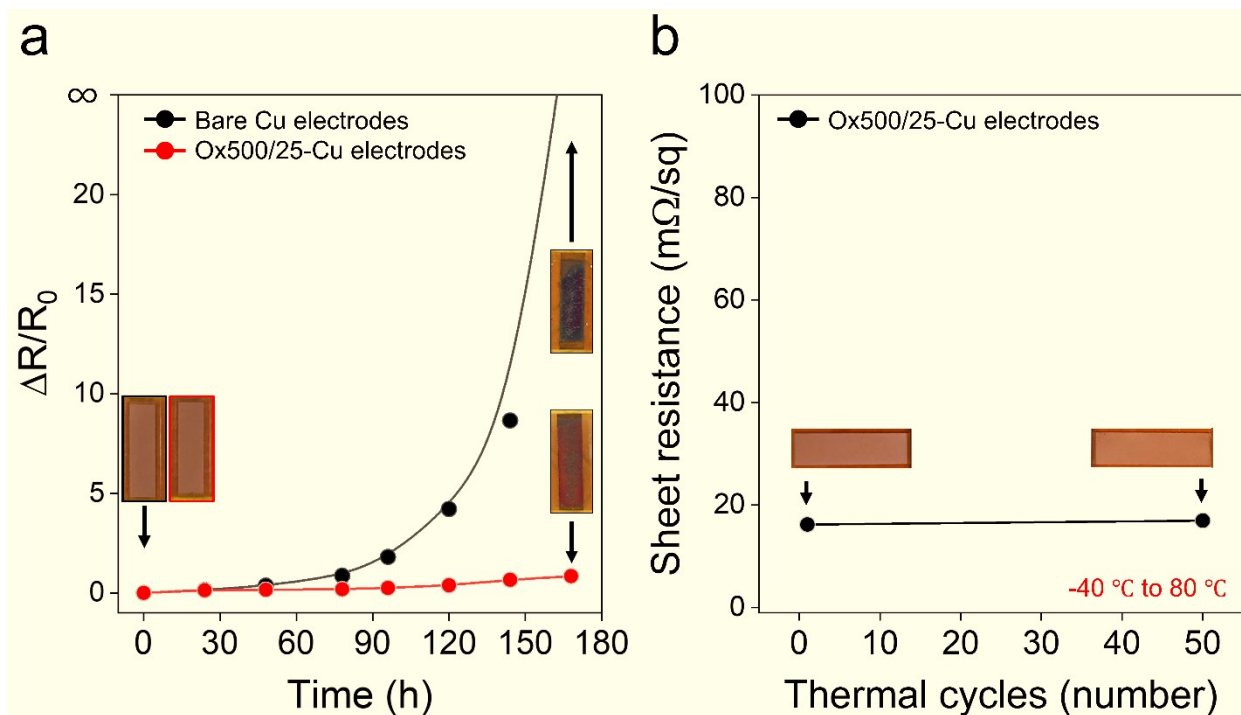 a
∞
20
15
10
5
0
ΔR/R0
Bare Cu electrodes
Ox500/25-Cu electrodes
0 30 60 90 120 150 180
Time (h)
b
100
80
60
40
20
0
Sheet resistance (mΩ/sq)
Ox500/25-Cu electrodes
-40 ℃ to 80 ℃
0 10 20 30 40 50
Thermal cycles (number)